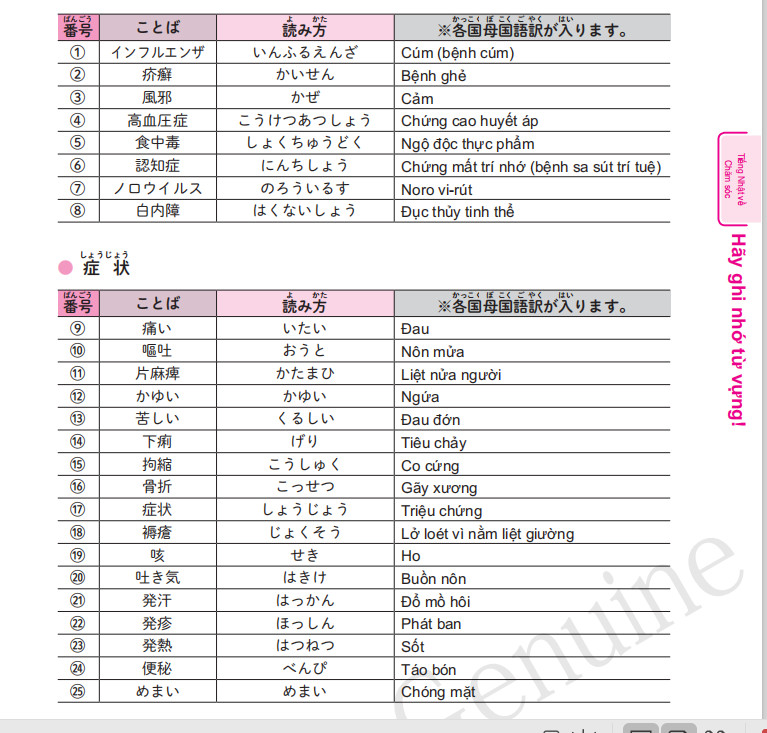 ばんごう よ かた かっこく ぼ こく ご やく はい
番号 ことば 読み方 ※各国母国語訳が入ります。
① インフルエンザ いんふるえんざ Cúm (bệnh cúm)
② 疥癬 かいせん Bệnh ghẻ
③ 風邪 かぜ Cảm
④ 高血圧症 こうけつあつしょう Chứng cao huyết áp
⑤ 食中毒 しょくちゅうどく Ngộ độc thực phẩm
⑥ 認知症 にんちしょう Chứng mất trí nhớ (bệnh sa sút trí tuệ)
⑦ ノロウイルス のろういるす Noro vi-rút
⑧ 白内障 はくないしょう Đục thủy tinh thể
しょうじょう
症状
ばんごう よ かた かっこく ぼ こく ご やく はい
番号 ことば 読み方 ※各国母国語訳が入ります。
⑨ 痛い いたい Đau
⑩ 嘔吐 おうと Nôn mửa
⑪ 片麻痺 かたまひ Liệt nửa người
⑫ かゆい かゆい Ngứa
⑬ 苦しい くるしい Đau đớn
⑭ 下痢 げり Tiêu chảy
⑮ 拘縮 こうしゅく Co cứng
⑯ 骨折 こっせつ Gãy xương
⑰ 症状 しょうじょう Triệu chứng
⑱ 褥瘡 じょくそう Lở loét vì nằm liệt giường
⑲ 咳 せき Ho
⑳ 吐き気 はきけ Buồn nôn
㉑ 発汗 はっかん Đổ mồ hôi
㉒ 発疹 ほっしん Phát ban
㉓ 発熱 はつねつ Sốt
㉔ 便秘 べんぴ Táo bón
㉕ めまい めまい Chóng mặt
Tiếng Nhật về
Chăm sóc
Hãy ghi nhớ từ vựng!
Genuine